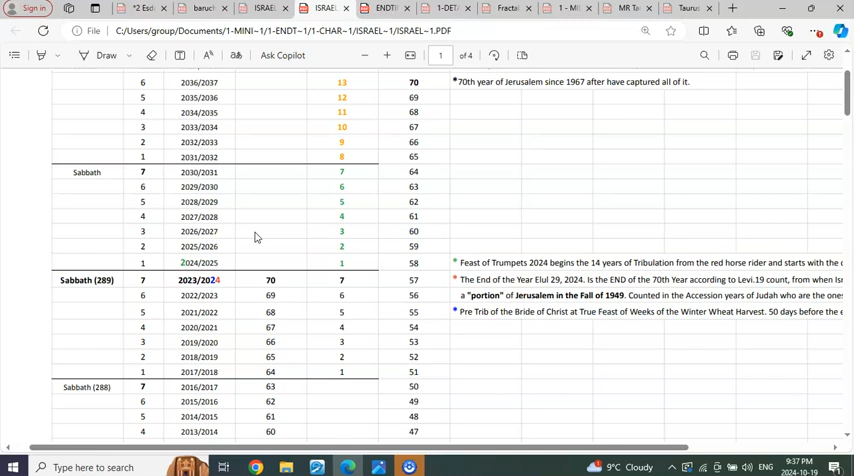 Sign in *2 Esd baruch ISRAEL ISRAEL ENDTIN 1-DETA Fractal 1 - MIL MR Ta Taurus
File C:/Users/group/Documents/1-MINI~1/1-ENDT~1/1-CHAR~1/ISRAEL~1/ISRAEL~1.PDF
Draw Ask Copilot 1 of 4
6 2036/2037 13 70 *70th year of Jerusalem since 1967 after have captured all of it.
5 2035/2036 12 69
4 2034/2035 11 68
3 2033/2034 10 67
2 2032/2033 9 66
1 2031/2032 8 65
Sabbath 7 2030/2031 7 64
6 2029/2030 6 63
5 2028/2029 5 62
4 2027/2028 4 61
3 2026/2027 3 60
2 2025/2026 2 59
1 2024/2025 1 58 * Feast of Trumpets 2024 begins the 14 years of Tribulation from the red horse rider and starts with the
Sabbath (289) 7 2023/2024 70 7 57 * The End of the Year Elul 29, 2024. Is the END of the 70th Year according to Levi.19 count, from when Isr
6 2022/2023 69 6 56 a "portion" of Jerusalem in the Fall of 1949. Counted in the Accession years of Judah who are the ones
5 2021/2022 68 5 55 * Pre Trib of the Bride of Christ at True Feast of Weeks of the Winter Wheat Harvest. 50 days before the
4 2020/2021 67 4 54
3 2019/2020 66 3 53
2 2018/2019 65 2 52
1 2017/2018 64 1 51
Sabbath (288) 7 2016/2017 63 50
6 2015/2016 62 49
5 2014/2015 61 48
4 2013/2014 60 47
Type here to search 9°C Cloudy ENG 9:37 PM
2024-10-19